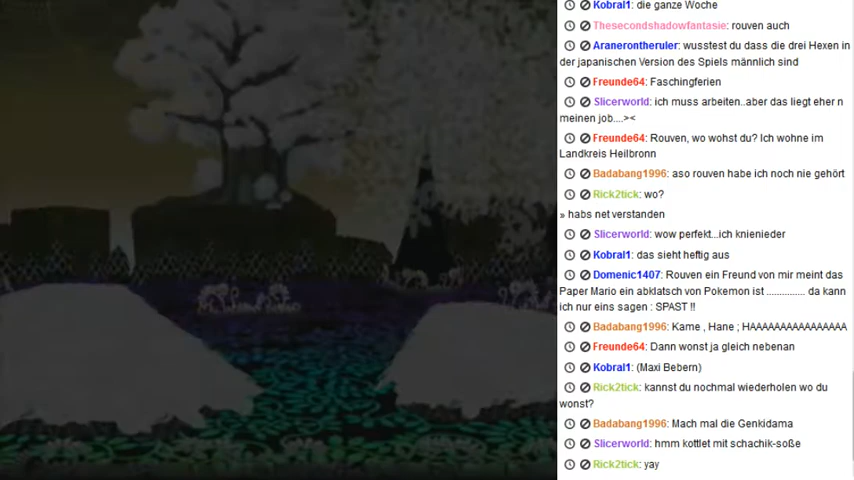 Kobral1: die ganze Woche
Thesecondshadowfantasie: rouven auch
Aranerontheruler: wusstest du dass die drei Hexen in
der japanischen Version des Spiels männlich sind
Freunde64: Faschingferien
Slicerworld: ich muss arbeiten..aber das liegt eher n
meinen job....><
Freunde64: Rouven, wo wohst du? Ich wohne im
Landkreis Heilbronn
Badabang1996: aso rouven habe ich noch nie gehört
Rick2tick: wo?
» habs net verstanden
Slicerworld: wow perfekt...ich knienieder
Kobral1: das sieht heftig aus
Domenic1407: Rouven ein Freund von mir meint das
Paper Mario ein abklatsch von Pokemon ist ............... da kann
ich nur eins sagen : SPAST !!
Badabang1996: Kame , Hane ; HAAAAAAAAAAAAAAAA
Freunde64: Dann wonst ja gleich nebenan
Kobral1: (Maxi Bebern)
Rick2tick: kannst du nochmal wiederholen wo du
wonst?
Badabang1996: Mach mal die Genkidama
Slicerworld: hmm kottlet mit schachik-soße
Rick2tick: yay